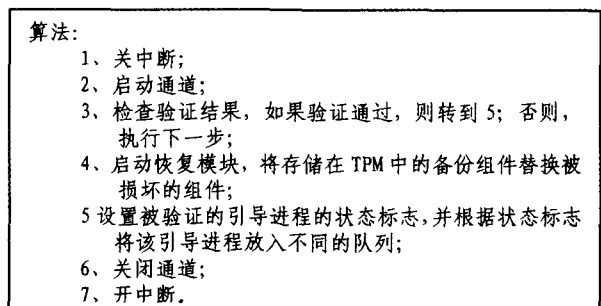 算法:
1、关中断;
2、启动通道;
3、检查验证结果，如果验证通过，则转到 5; 否则，
执行下一步;
4、启动恢复模块，将存储在 TPM 中的备份组件替换被
损坏的组件;
5 设置被验证的引导进程的状态标志,并根据状态标志
将该引导进程放入不同的队列;
6、关闭通道;
7、开中断.